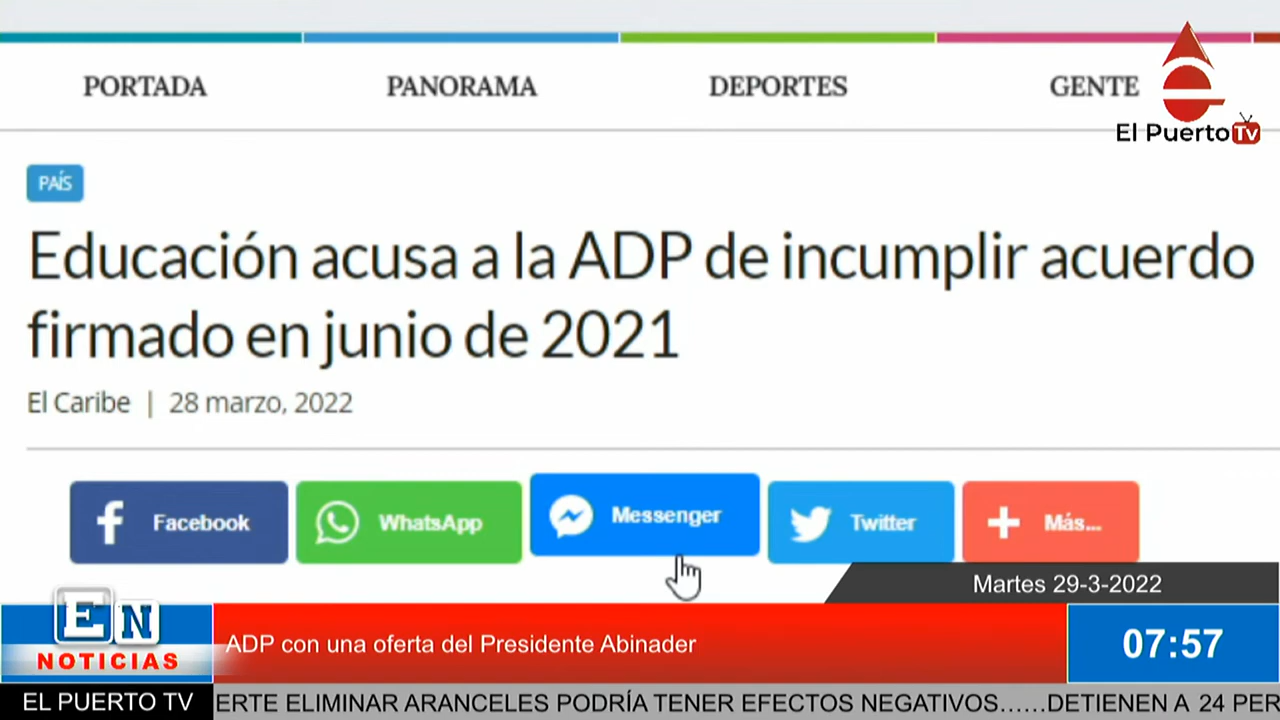 PORTADA PANORAMA DEPORTES GENTE
El Puerto Tv
PAÍS
Educación acusa a la ADP de incumplir acuerdo
firmado en junio de 2021
El Caribe | 28 marzo, 2022
Facebook WhatsApp Messenger Twitter Más...
Martes 29-3-2022
EN
NOTICIAS
ADP con una oferta del Presidente Abinader
07:57
EL PUERTO TV
ERTE ELIMINAR ARANCELES PODRÍA TENER EFECTOS NEGATIVOS......DETIENEN A 24 PER